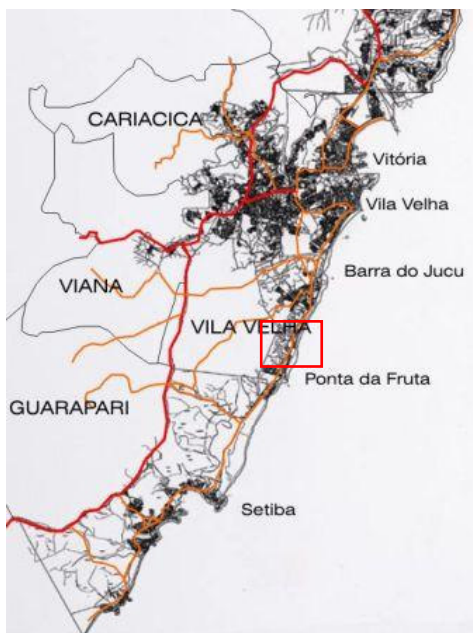 CARIACICA
Vitória
Vila Velha
Barra do Jucu
VIANA
VILA VELHA
Ponta da Fruta
GUARAPARI
Setiba